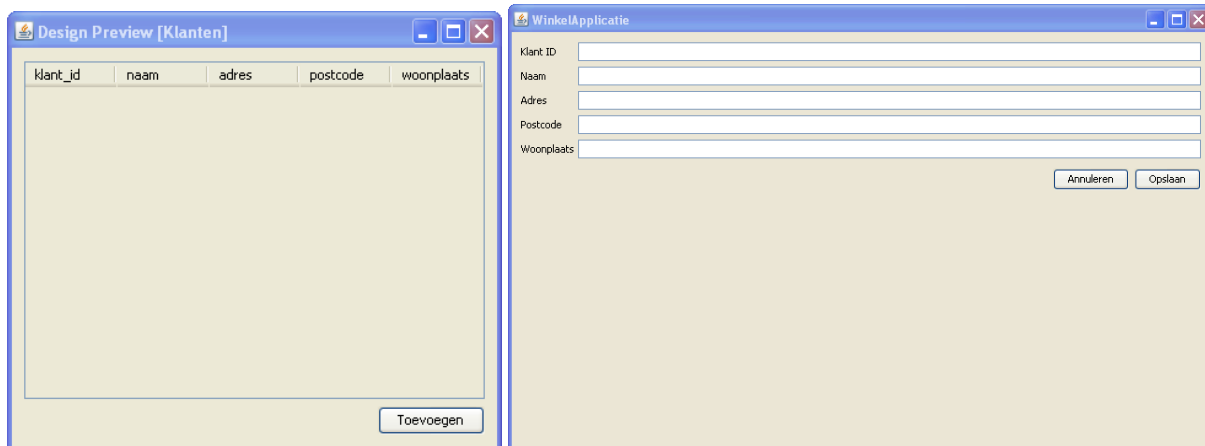 Design Preview [Klanten]
klant_id naam adres postcode woonplaats
Toevoegen
WinkelApplicatie
Klant ID
Naam
Adres
Postcode
Woonplaats
Annuleren Opslaan